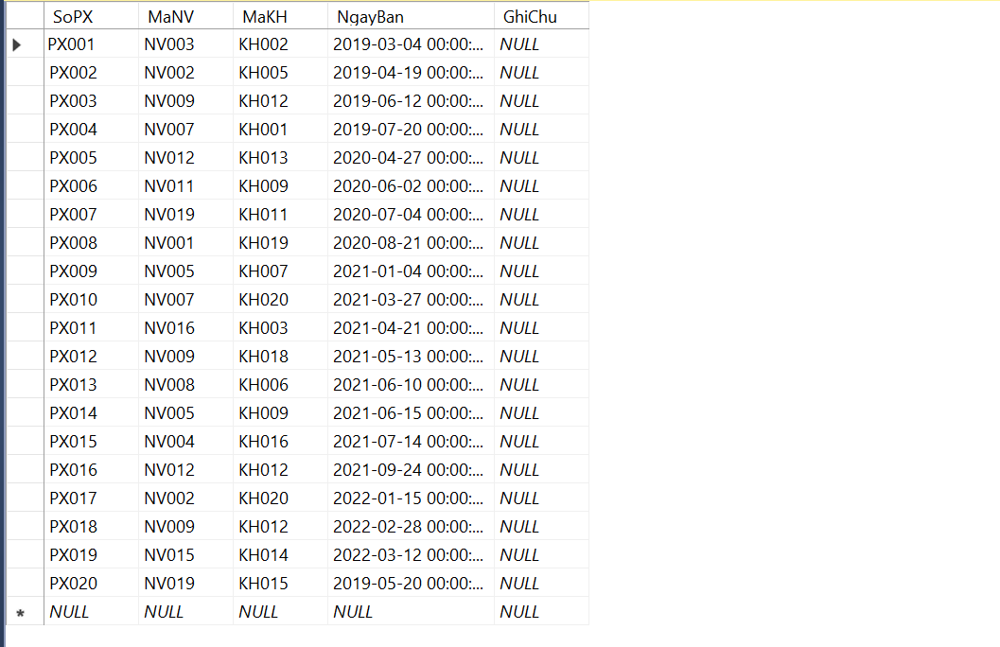 SoPX MaNV MaKH NgayBan GhiChu
PX001 NV003 KH002 2019-03-04 00:00:... NULL
PX002 NV002 KH005 2019-04-19 00:00:... NULL
PX003 NV009 KH012 2019-06-12 00:00:... NULL
PX004 NV007 KH001 2019-07-20 00:00:... NULL
PX005 NV012 KH013 2020-04-27 00:00:... NULL
PX006 NV011 KH009 2020-06-02 00:00:... NULL
PX007 NV019 KH011 2020-07-04 00:00:... NULL
PX008 NV001 KH019 2020-08-21 00:00:... NULL
PX009 NV005 KH007 2021-01-04 00:00:... NULL
PX010 NV007 KH020 2021-03-27 00:00:... NULL
PX011 NV016 KH003 2021-04-21 00:00:... NULL
PX012 NV009 KH018 2021-05-13 00:00:... NULL
PX013 NV008 KH006 2021-06-10 00:00:... NULL
PX014 NV005 KH009 2021-06-15 00:00:... NULL
PX015 NV004 KH016 2021-07-14 00:00:... NULL
PX016 NV012 KH012 2021-09-24 00:00:... NULL
PX017 NV002 KH020 2022-01-15 00:00:... NULL
PX018 NV009 KH012 2022-02-28 00:00:... NULL
PX019 NV015 KH014 2022-03-12 00:00:... NULL
PX020 NV019 KH015 2019-05-20 00:00:... NULL
* NULL NULL NULL NULL NULL